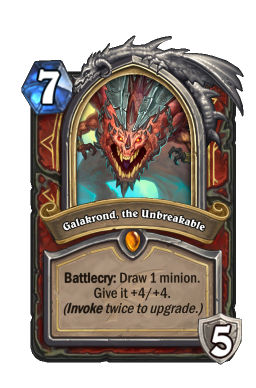 7
Galakrond, the Unbreakable
Battlecry: Draw 1 minion.
Give it +4/+4.
(Invoke twice to upgrade.)
5